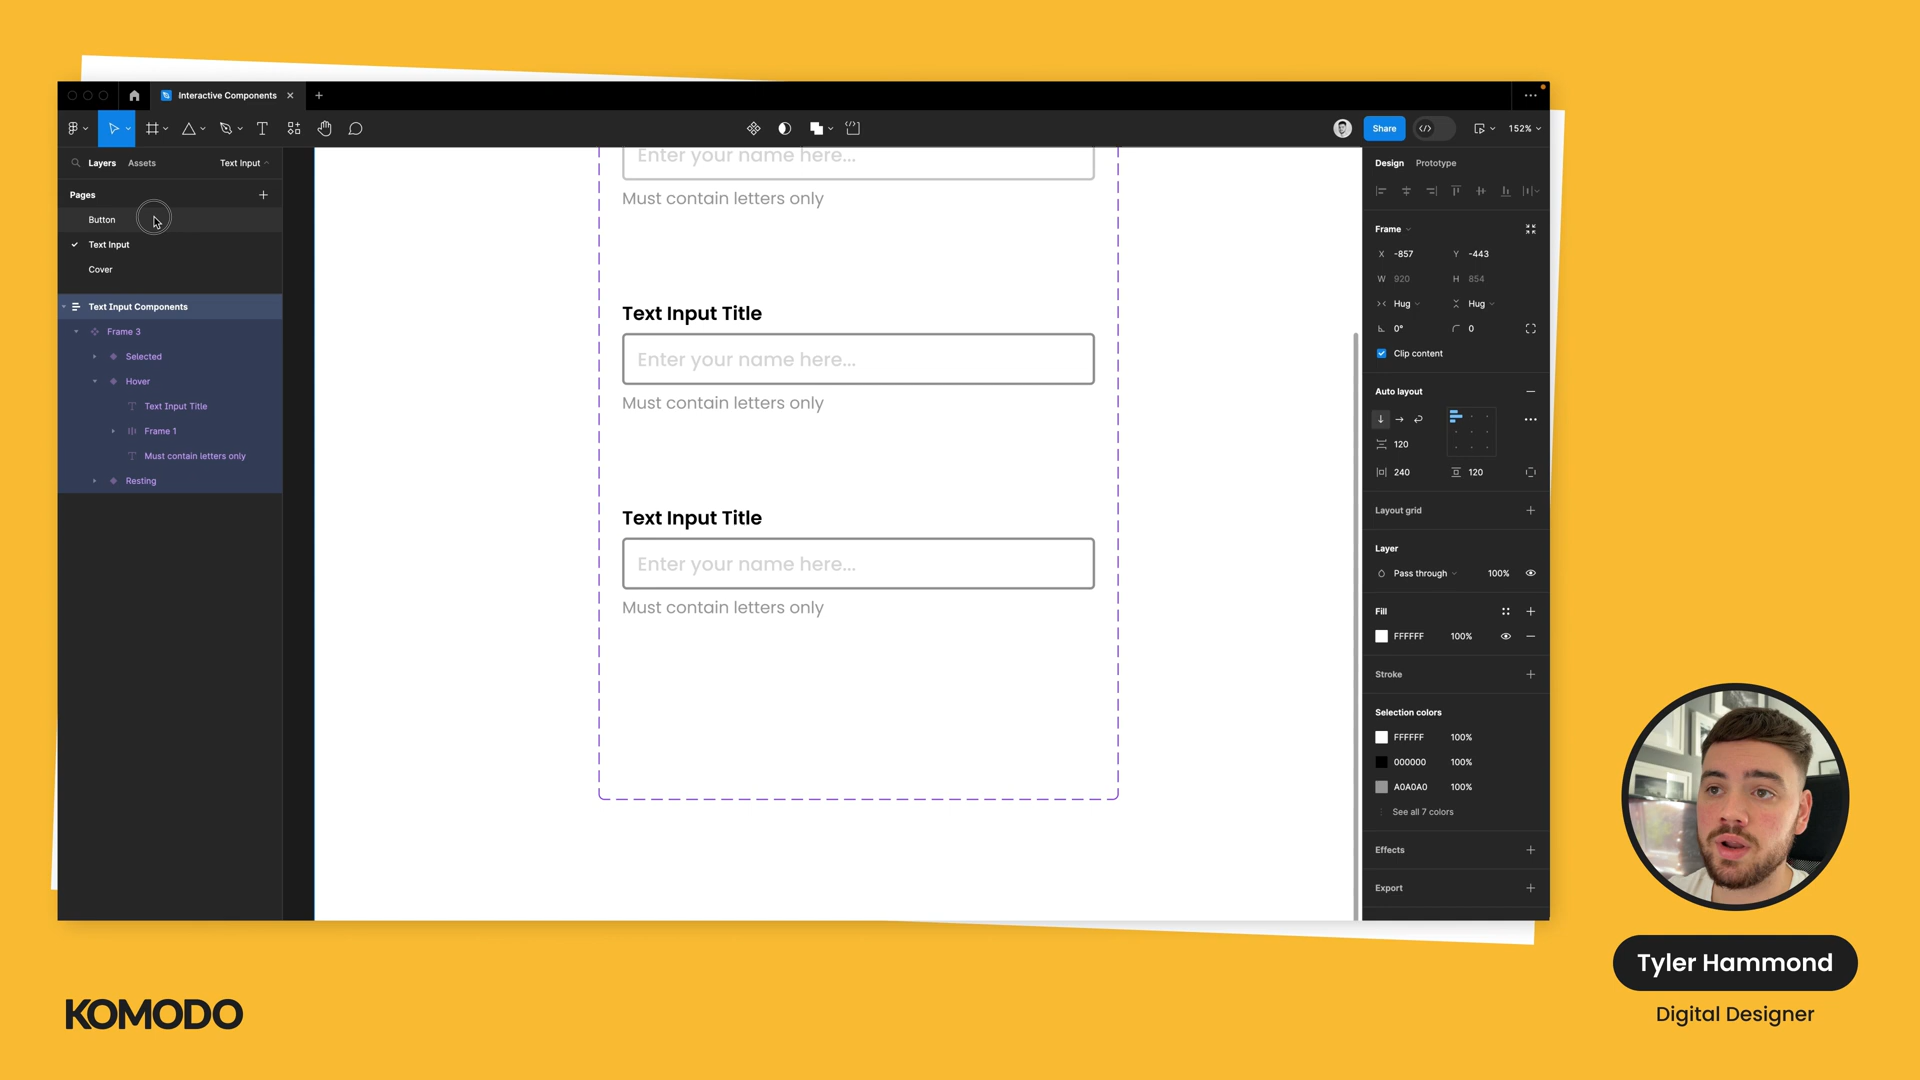 Interactive Components
Share
152%
Layers
Assets
Text Input
Pages
Button
Text Input
Cover
Text Input Components
Frame 3
Selected
Hover
Text Input Title
Frame 1
Must contain letters only
Resting
Enter your name here...
Must contain letters only
Text Input Title
Enter your name here...
Must contain letters only
Text Input Title
Enter your name here...
Must contain letters only
Design
Prototype
Frame
X -857
Y -443
W 920
H 854
Hug
Hug
0°
0
Clip content
Auto layout
120
240
120
Layout grid
Layer
Pass through
100%
Fill
FFFFFF 100%
Stroke
Selection colors
FFFFFF 100%
000000 100%
A0A0A0 100%
See all 7 colors
Effects
Export
Tyler Hammond
Digital Designer
KOMODO